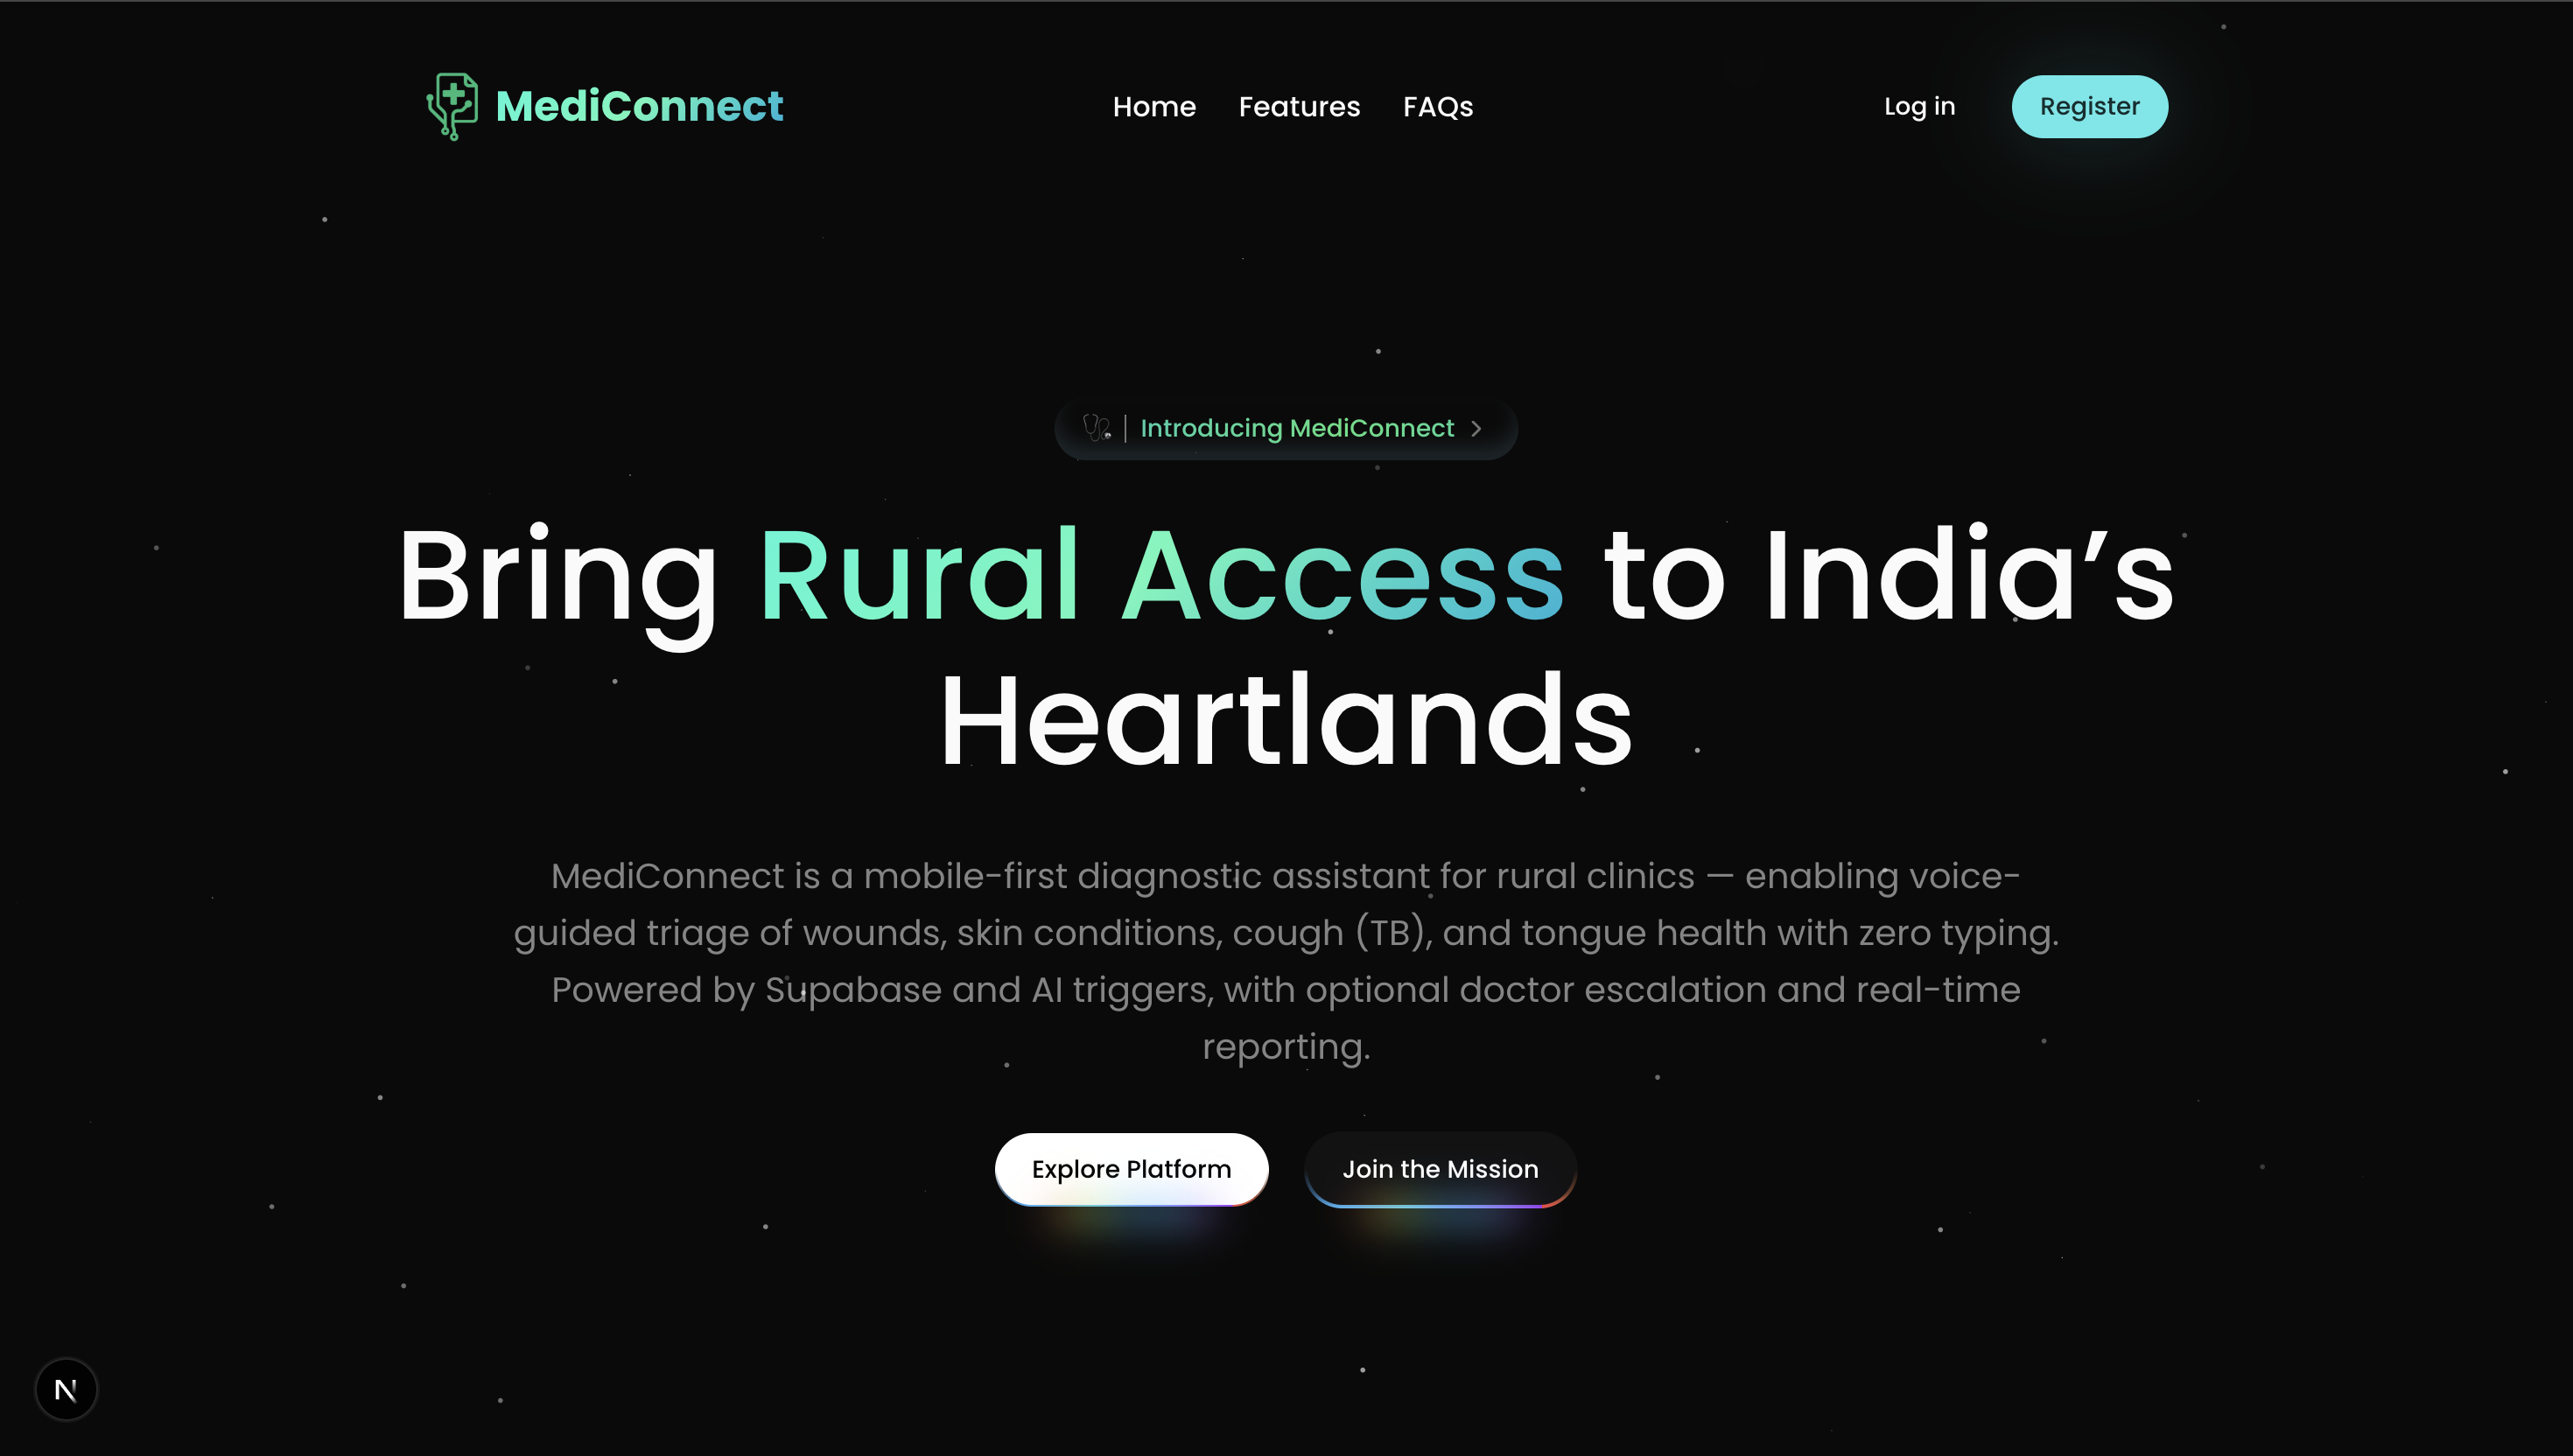 MediConnect
Home Features FAQs
Log in Register
Introducing MediConnect
Bring Rural Access to India’s
Heartlands
MediConnect is a mobile-first diagnostic assistant for rural clinics — enabling voice-
guided triage of wounds, skin conditions, cough (TB), and tongue health with zero typing.
Powered by Supabase and AI triggers, with optional doctor escalation and real-time
reporting.
Explore Platform Join the Mission
N